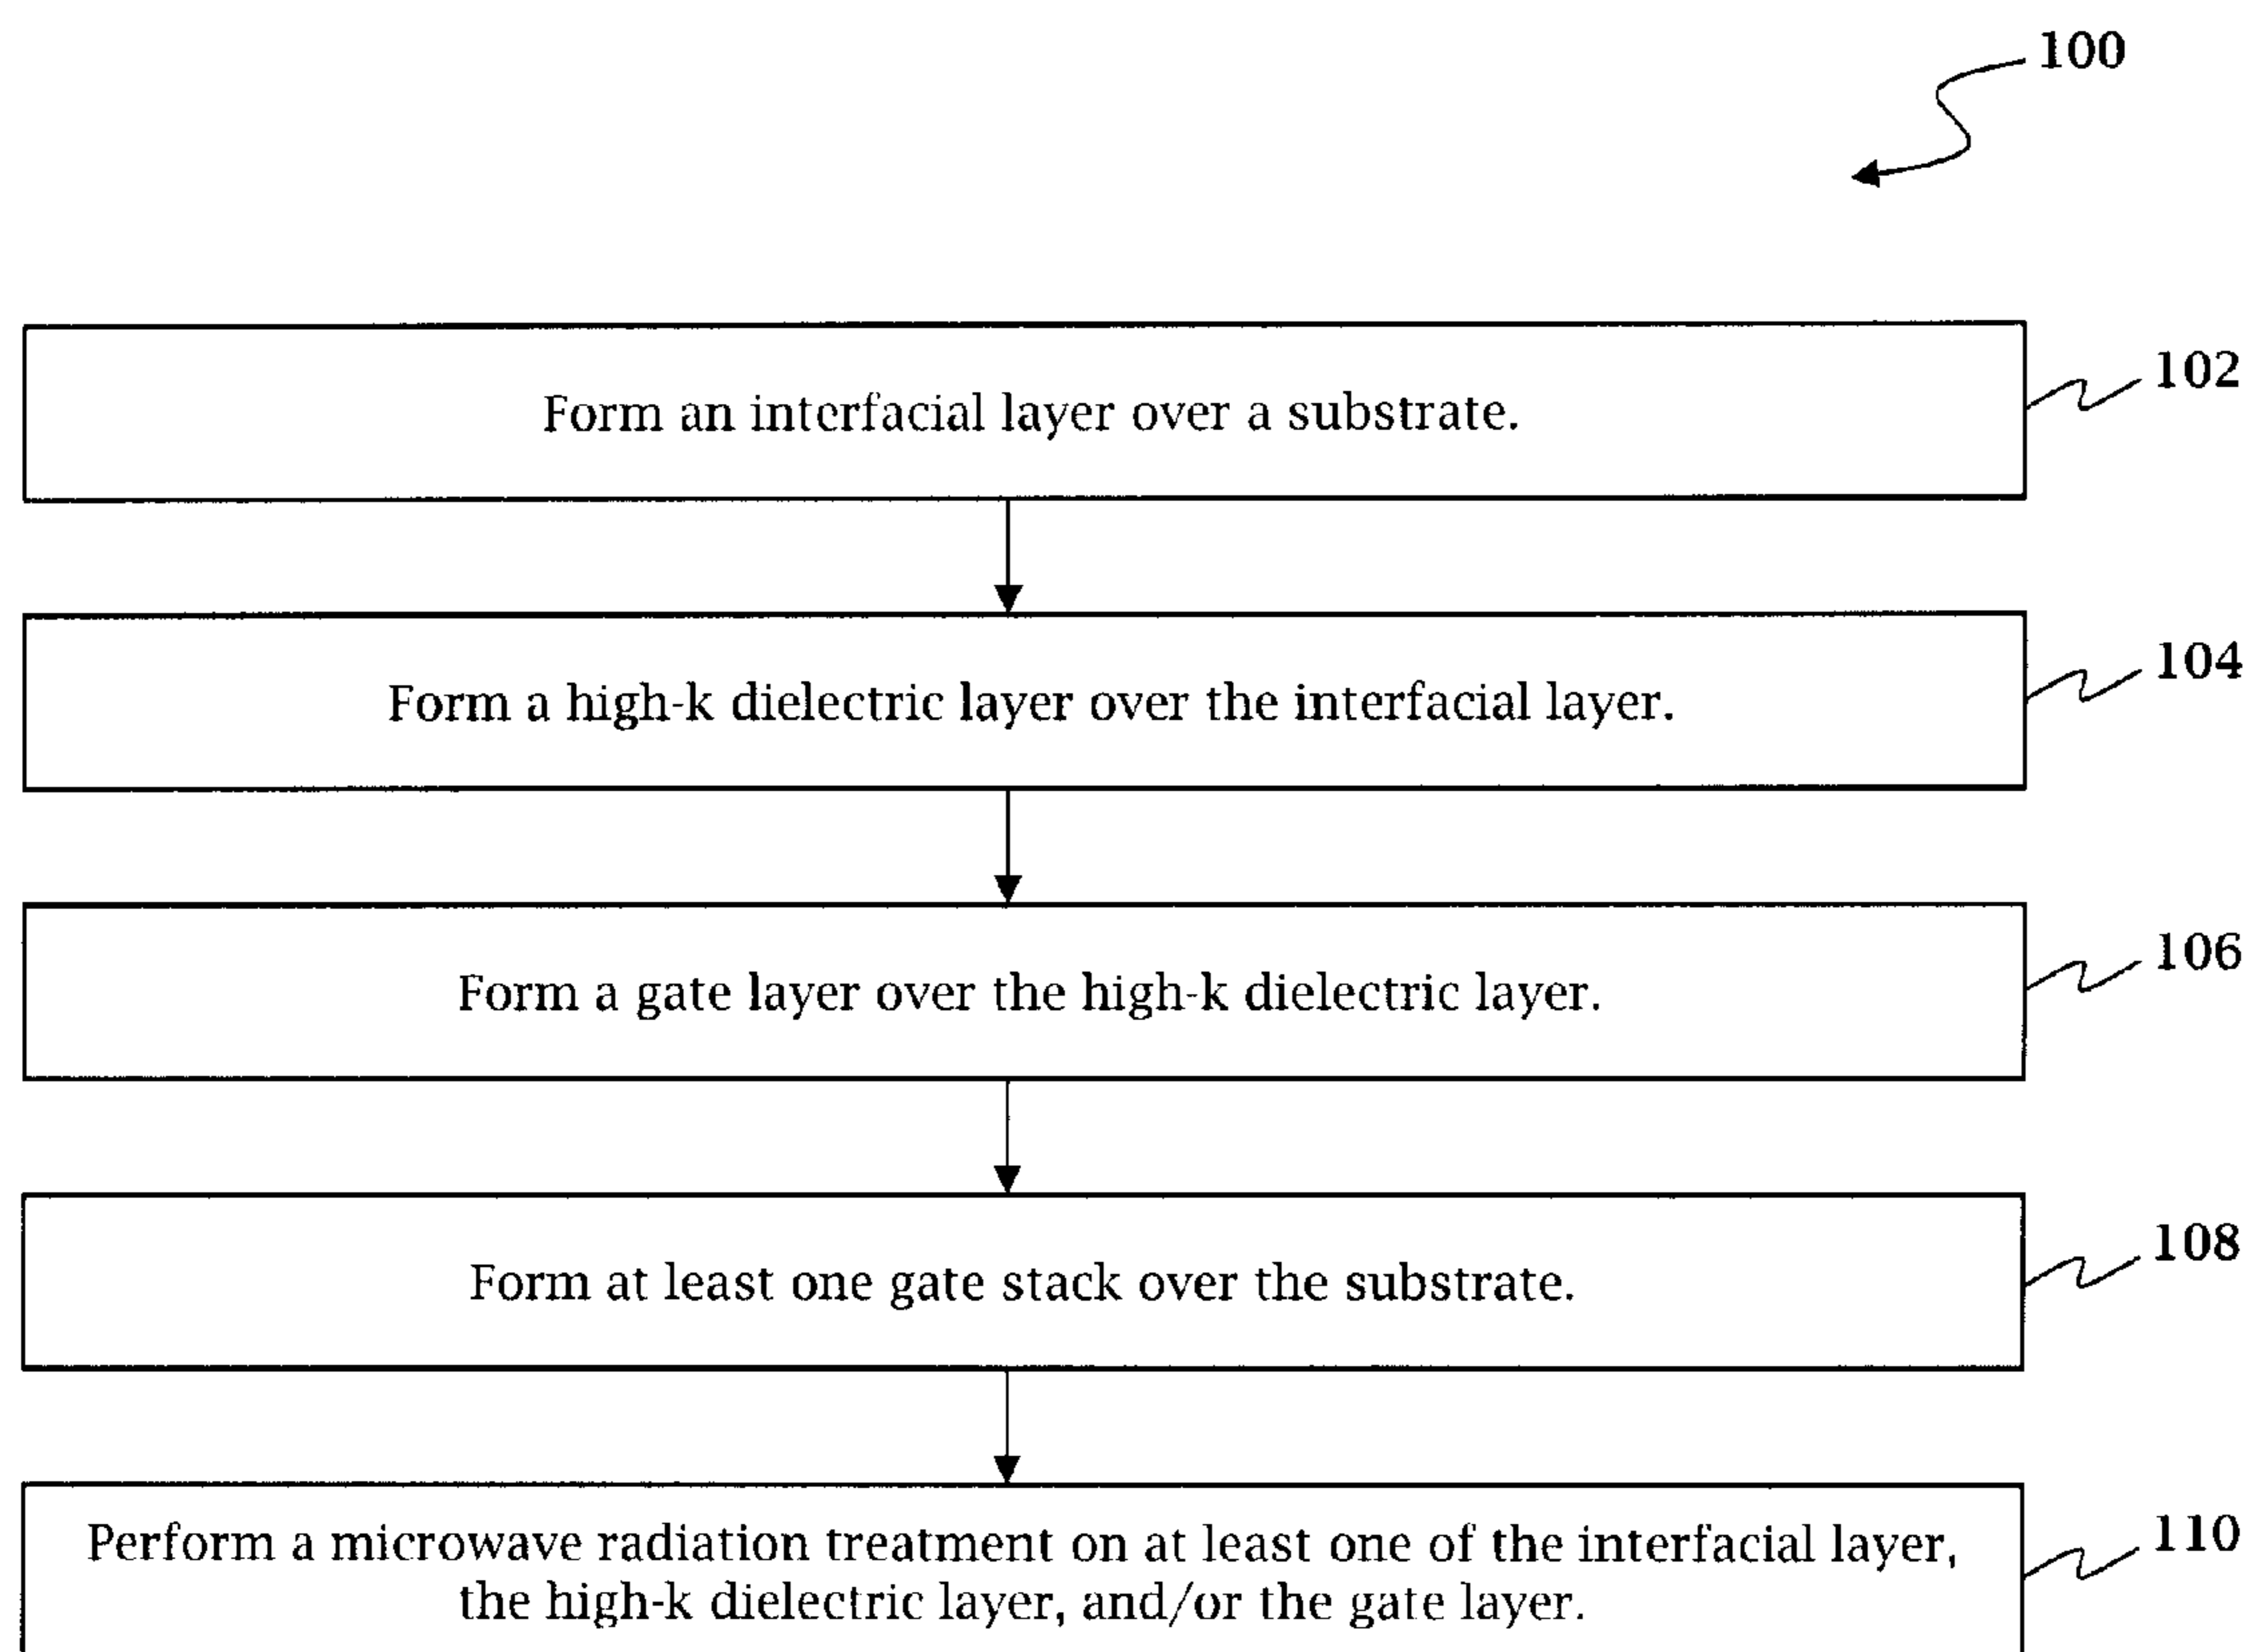 100
Form an interfacial layer over a substrate.
102
Form a high-k dielectric layer over the interfacial layer.
104
Form a gate layer over the high-k dielectric layer.
106
Form at least one gate stack over the substrate.
108
Perform a microwave radiation treatment on at least one of the interfacial layer,
the high-k dielectric layer, and/or the gate layer.
110